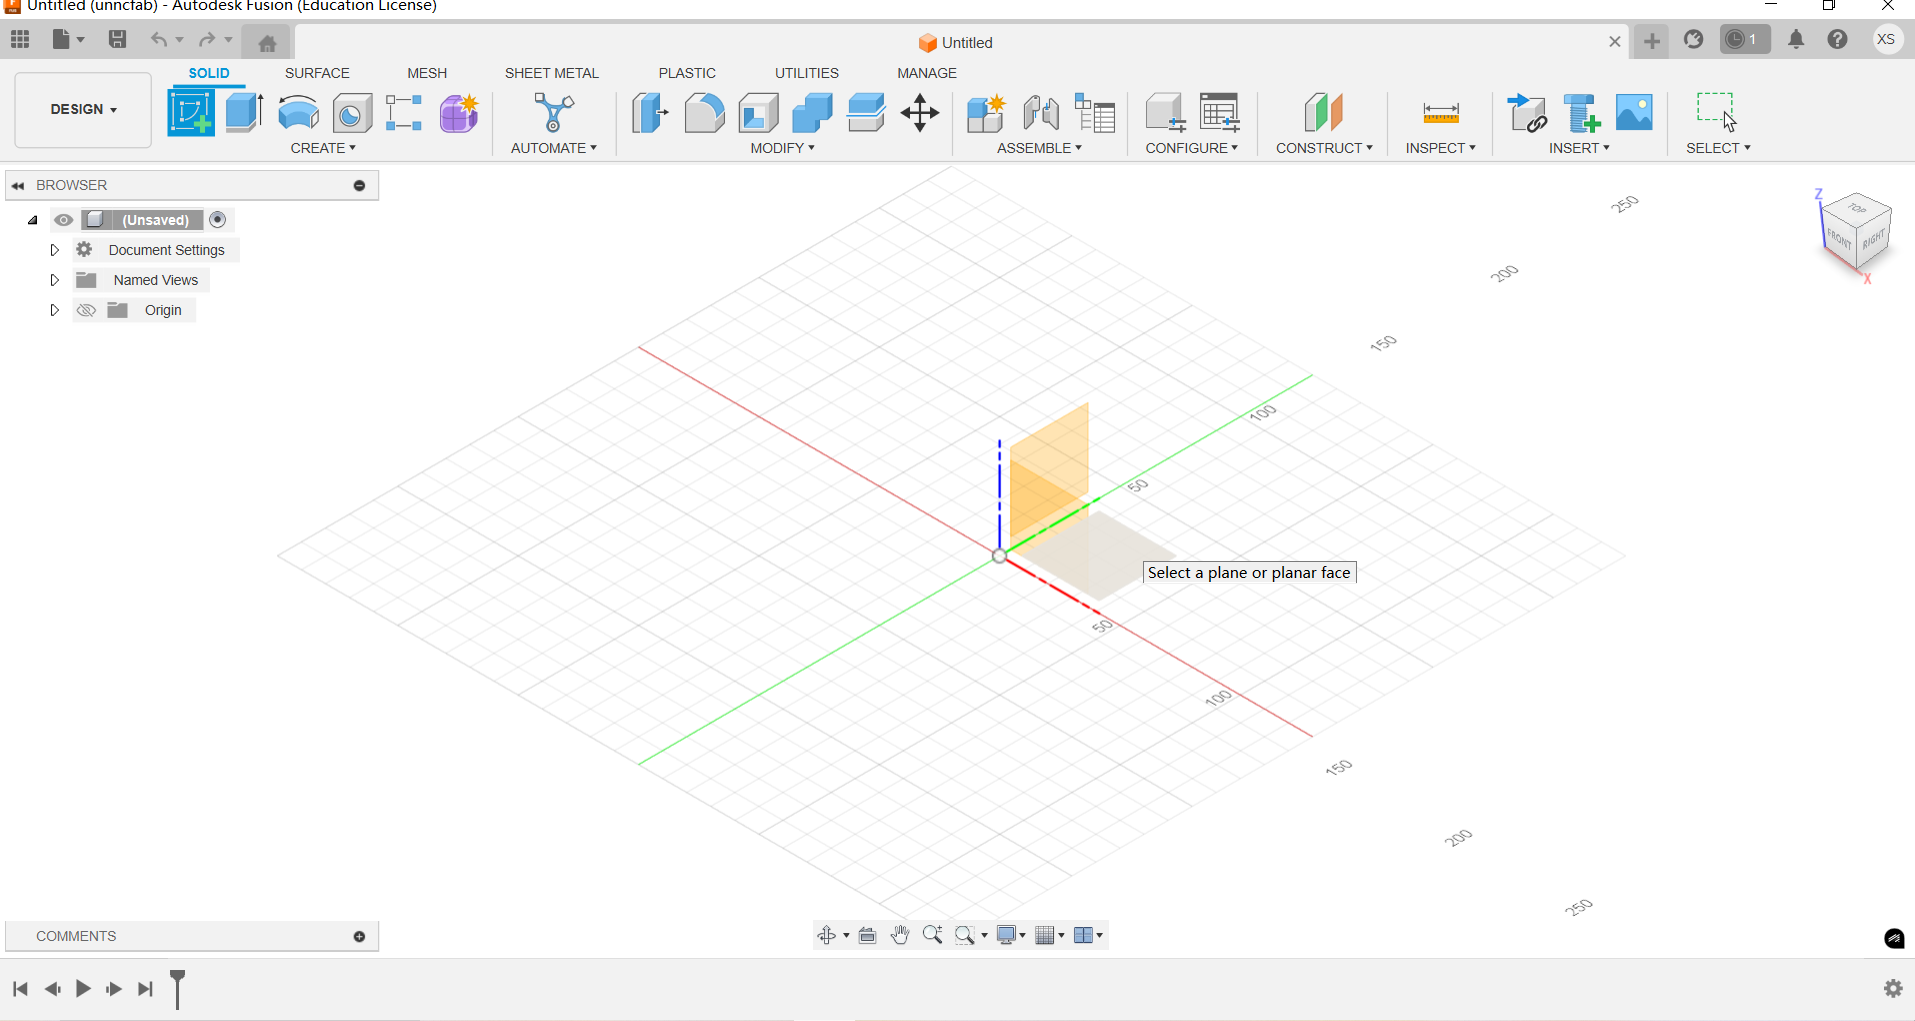 Untitled (unncfab) - Autodesk Fusion (Education License)
Untitled
1
XS
SOLID SURFACE MESH SHEET METAL PLASTIC UTILITIES MANAGE
DESIGN
CREATE AUTOMATE MODIFY ASSEMBLE CONFIGURE CONSTRUCT INSPECT INSERT SELECT
BROWSER
(Unsaved)
Document Settings
Named Views
Origin
Z
TOP
FRONT
RIGHT
X
250
200
150
100
50
Select a plane or planar face
50
100
150
200
250
COMMENTS